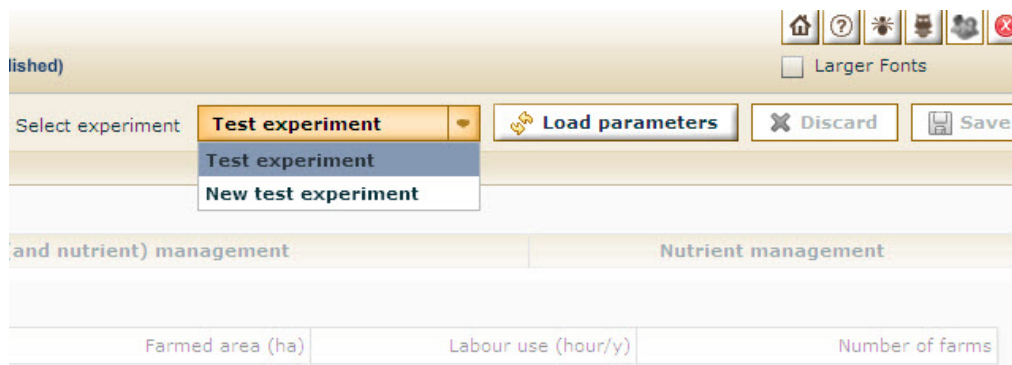 lished)
Larger Fonts
Select experiment Test experiment Load parameters Discard Save
Test experiment
New test experiment
(and nutrient) management Nutrient management
Farmed area (ha) Labour use (hour/y) Number of farms